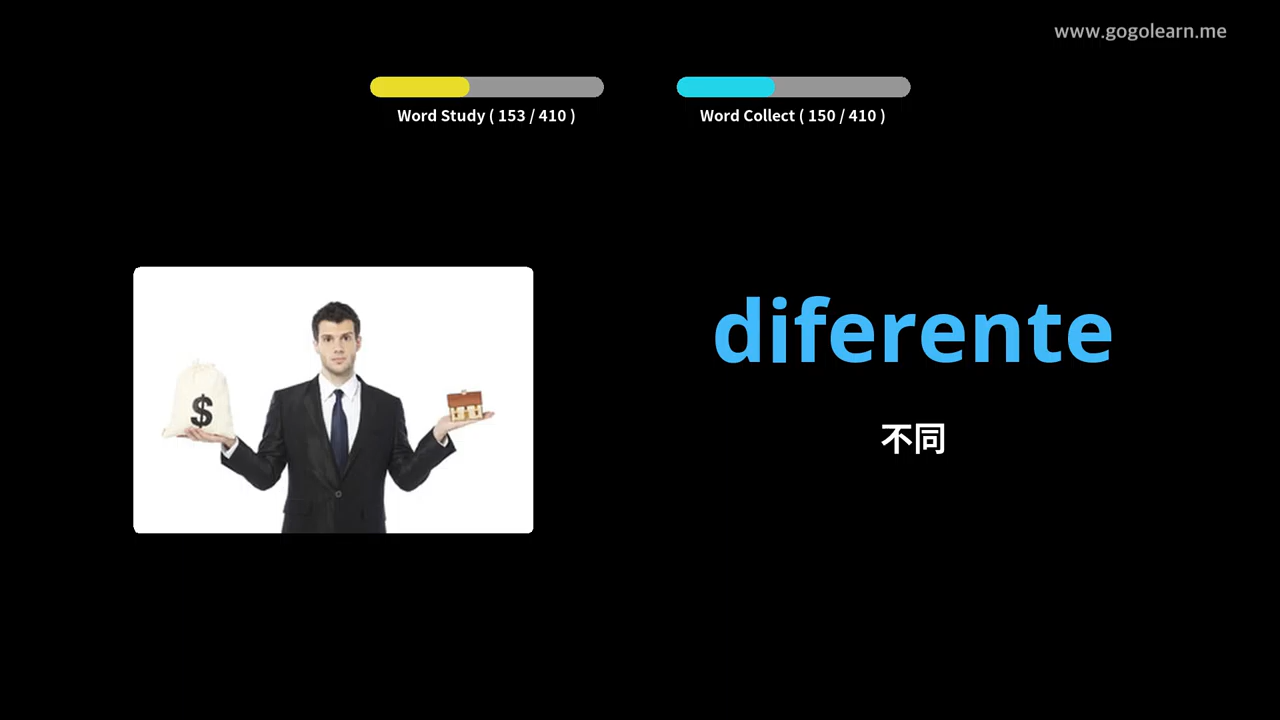 www.gogolearn.me
Word Study ( 153 / 410 )
Word Collect ( 150 / 410 )
$
diferente
不同